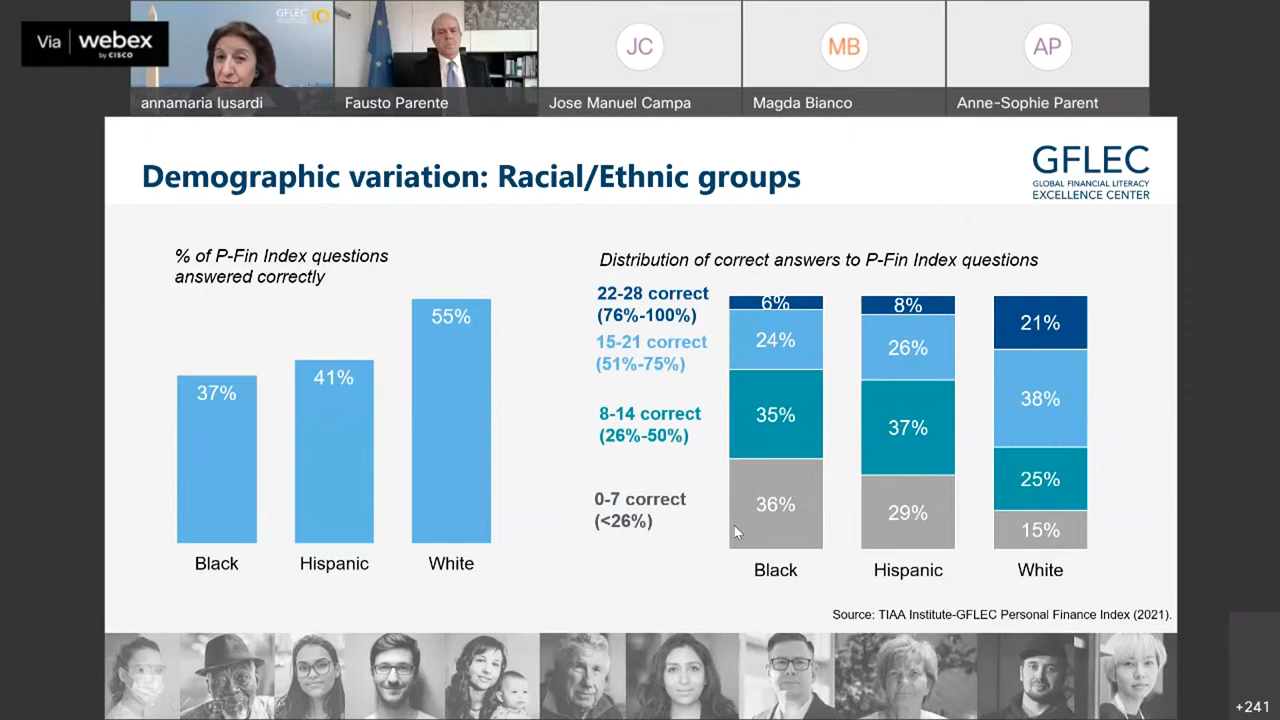 Via webex
by CISCO
GFLEC 10
annamaria lusardi
Fausto Parente
JC
Jose Manuel Campa
MB
Magda Bianco
AP
Anne-Sophie Parent
Demographic variation: Racial/Ethnic groups
GFLEC
GLOBAL FINANCIAL LITERACY
EXCELLENCE CENTER
% of P-Fin Index questions
answered correctly
37%
41%
55%
Black
Hispanic
White
Distribution of correct answers to P-Fin Index questions
22-28 correct
(76%-100%)
15-21 correct
(51%-75%)
8-14 correct
(26%-50%)
0-7 correct
(<26%)
6%
8%
21%
24%
26%
38%
35%
37%
25%
36%
29%
15%
Black
Hispanic
White
Source: TIAA Institute-GFLEC Personal Finance Index (2021).
+241